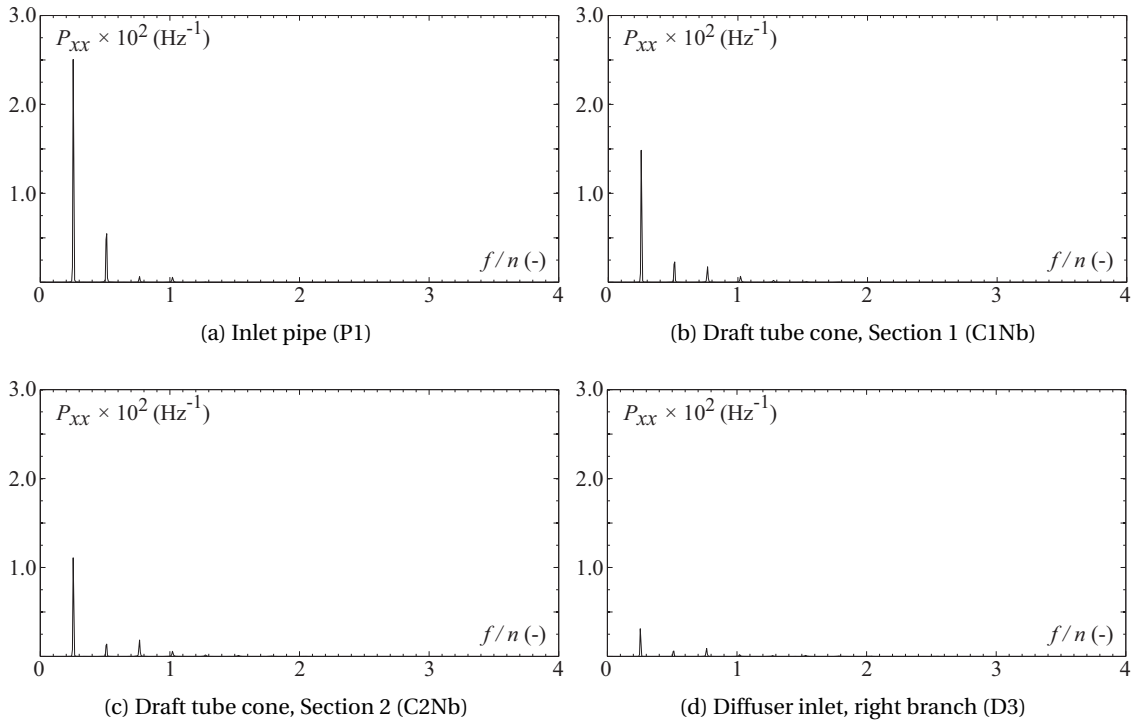 3.0
P_xx × 10^2 (Hz^-1)
2.0
1.0
f / n (-)
0 1 2 3 4
(a) Inlet pipe (P1)
3.0
P_xx × 10^2 (Hz^-1)
2.0
1.0
f / n (-)
0 1 2 3 4
(b) Draft tube cone, Section 1 (C1Nb)
3.0
P_xx × 10^2 (Hz^-1)
2.0
1.0
f / n (-)
0 1 2 3 4
(c) Draft tube cone, Section 2 (C2Nb)
3.0
P_xx × 10^2 (Hz^-1)
2.0
1.0
f / n (-)
0 1 2 3 4
(d) Diffuser inlet, right branch (D3)